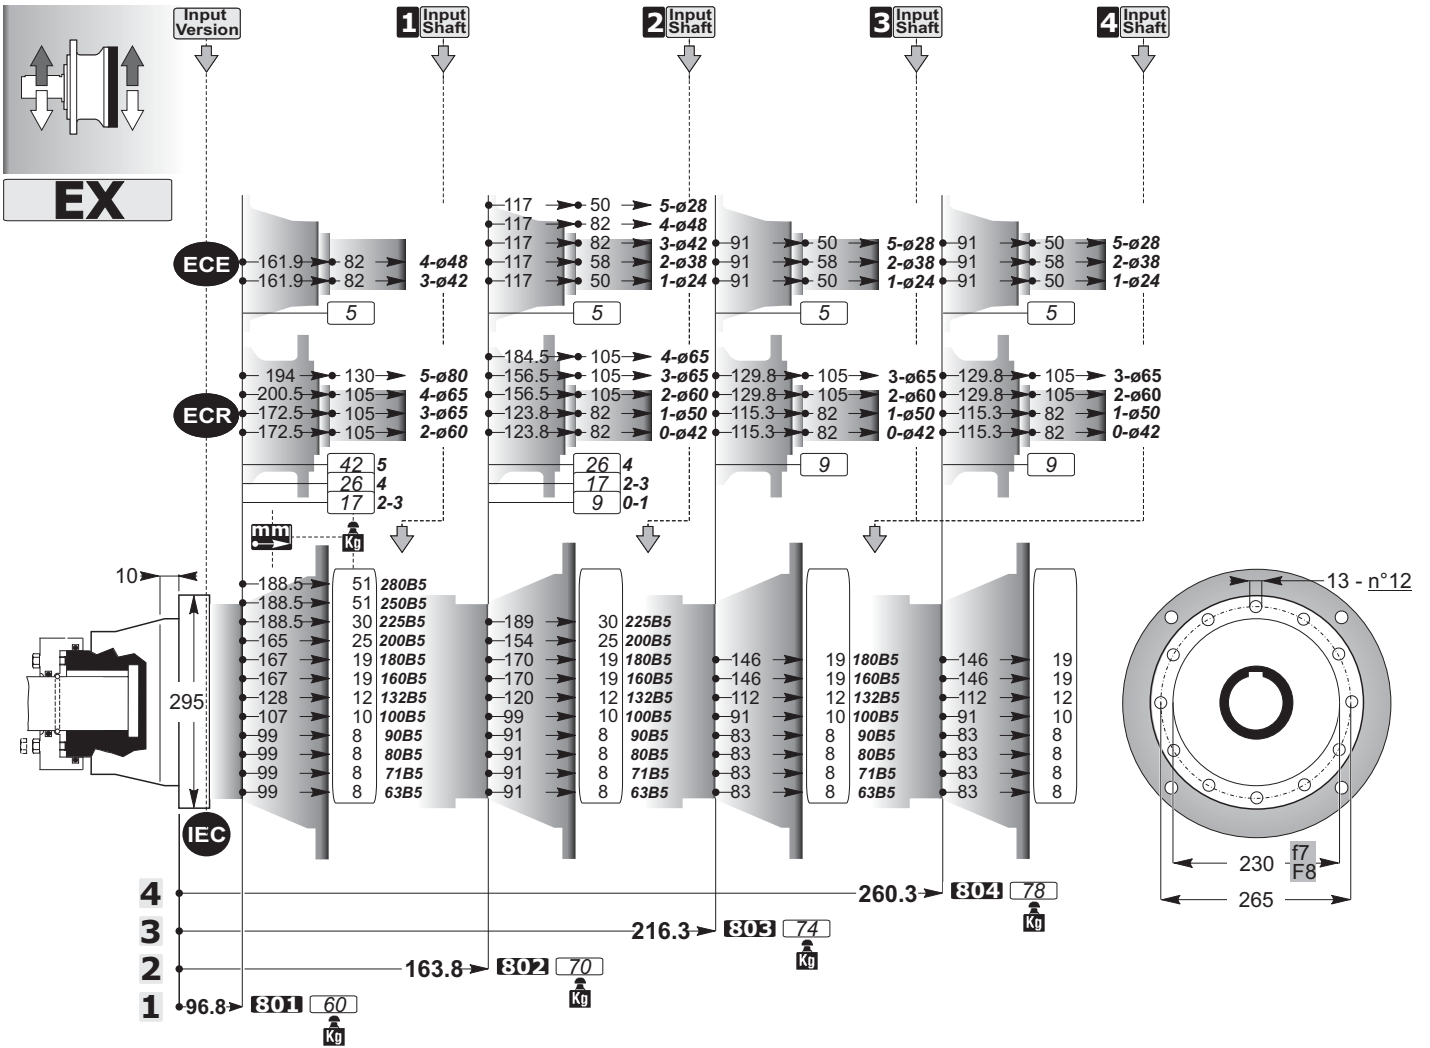 Input Version
1 Input Shaft
2 Input Shaft
3 Input Shaft
4 Input Shaft
EX
ECE
117 50 5-ø28
117 82 4-ø48
117 82 3-ø42 91 50 5-ø28 91 50 5-ø28
161.9 82 4-ø48 117 58 2-ø38 91 58 2-ø38 91 58 2-ø38
161.9 82 3-ø42 117 50 1-ø24 91 50 1-ø24 91 50 1-ø24
5 5 5 5
ECR
184.5 105 4-ø65
194 130 5-ø80 156.5 105 3-ø65 129.8 105 3-ø65 129.8 105 3-ø65
200.5 105 4-ø65 156.5 105 2-ø60 129.8 105 2-ø60 129.8 105 2-ø60
172.5 105 3-ø65 123.8 82 1-ø50 115.3 82 1-ø50 115.3 82 1-ø50
172.5 105 2-ø60 123.8 82 0-ø42 115.3 82 0-ø42 115.3 82 0-ø42
42 5 26 4 9 9
26 4 17 2-3
17 2-3 9 0-1
mm Kg
10
295
IEC
188.5 51 280B5
188.5 51 250B5
188.5 30 225B5 189 30 225B5
165 25 200B5 154 25 200B5
167 19 180B5 170 19 180B5 146 19 180B5 146 19
167 19 160B5 170 19 160B5 146 19 160B5 146 19
128 12 132B5 120 12 132B5 112 12 132B5 112 12
107 10 100B5 99 10 100B5 91 10 100B5 91 10
99 8 90B5 91 8 90B5 83 8 90B5 83 8
99 8 80B5 91 8 80B5 83 8 80B5 83 8
99 8 71B5 91 8 71B5 83 8 71B5 83 8
99 8 63B5 91 8 63B5 83 8 63B5 83 8
13 - n°12
230 f7 F8
265
4 260.3 804 78 Kg
3 216.3 803 74 Kg
2 163.8 802 70 Kg
1 96.8 801 60 Kg